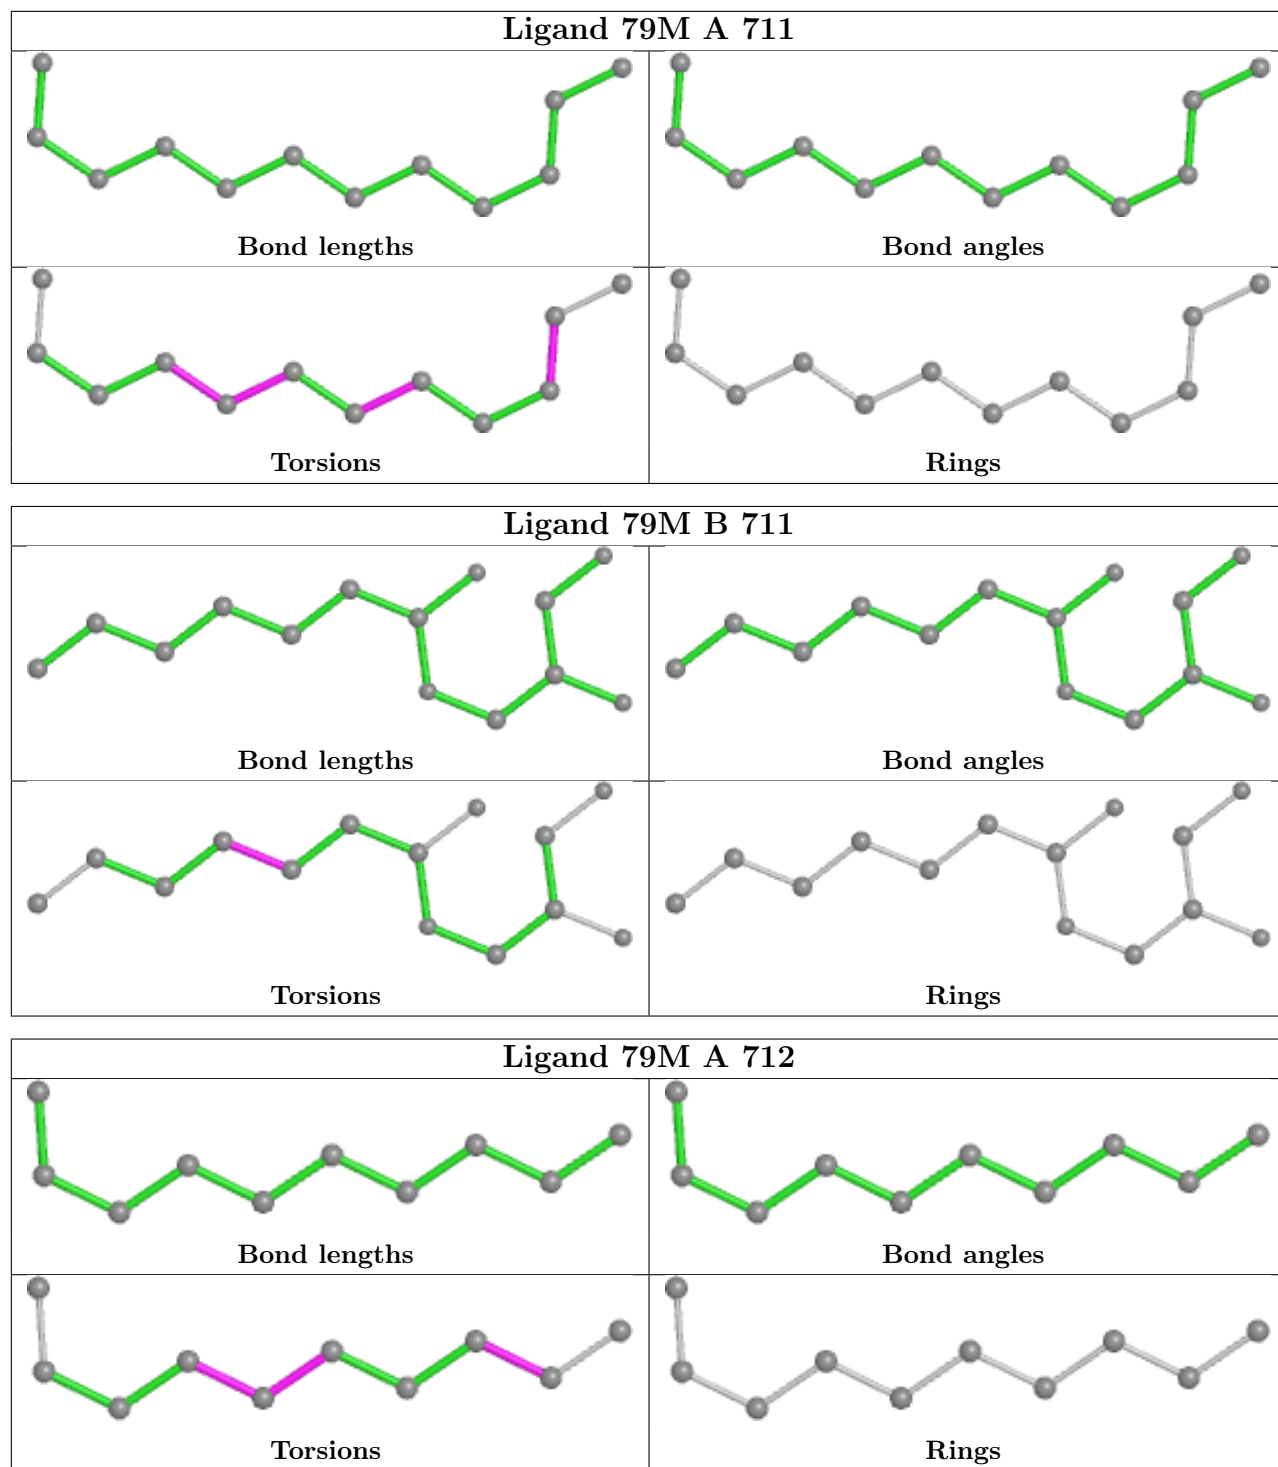 Ligand 79M A 711
Bond lengths
Bond angles
Torsions
Rings
Ligand 79M B 711
Bond lengths
Bond angles
Torsions
Rings
Ligand 79M A 712
Bond lengths
Bond angles
Torsions
Rings